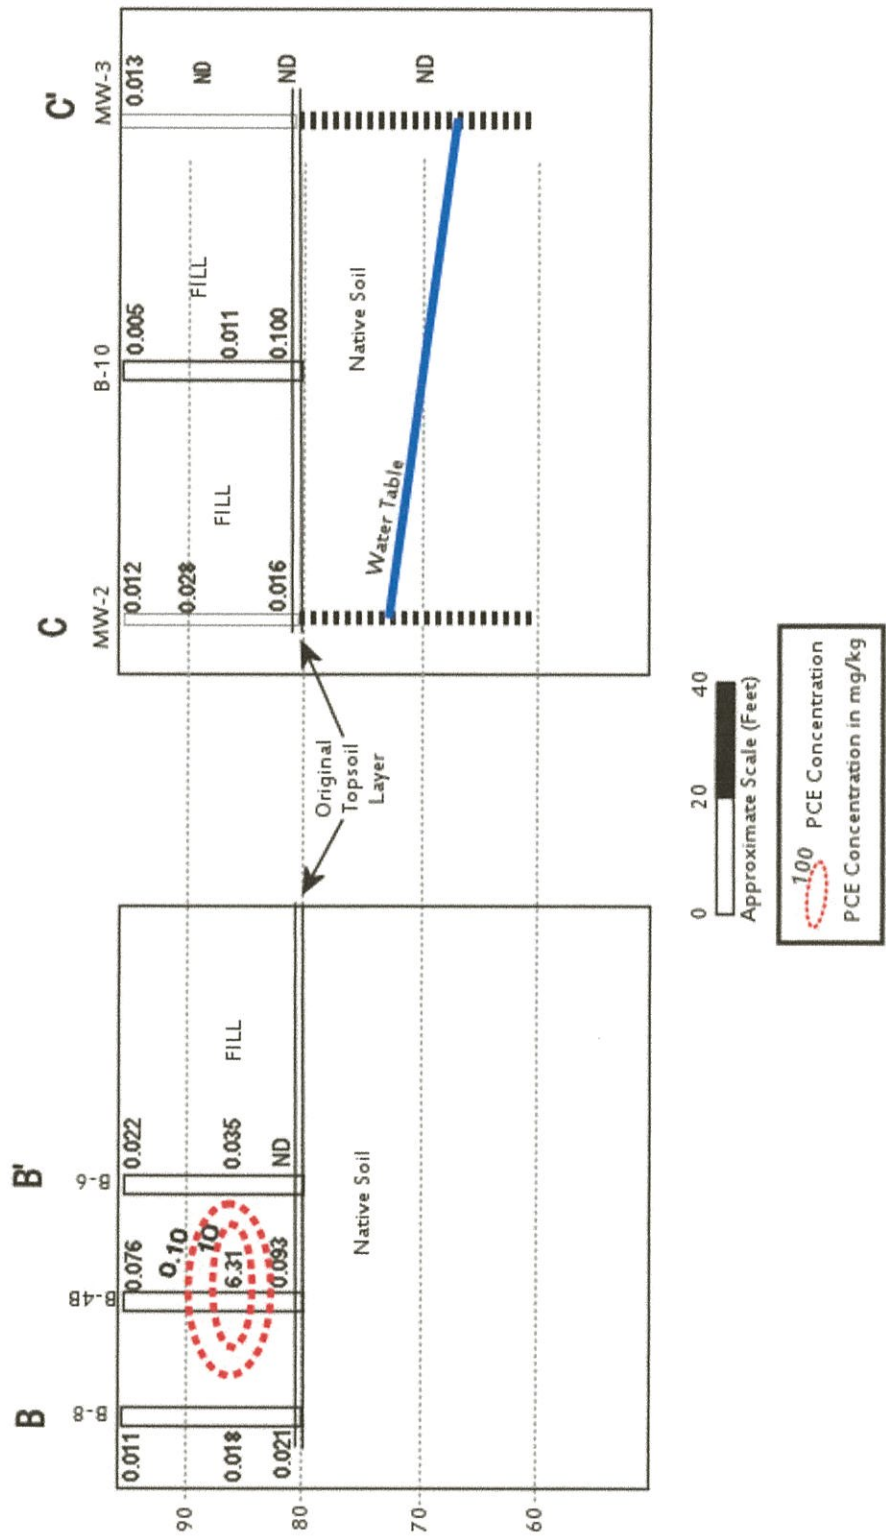 B
B'
C
C'
B-8
B-4B
B-6
MW-2
B-10
MW-3
0.011
0.076
0.022
0.012
0.005
0.013
0.10
10
90
0.028
ND
0.018
6.31
0.035
FILL
FILL
0.011
FILL
0.021
0.093
ND
0.016
0.100
ND
80
Original
Topsoil
Layer
Native Soil
Native Soil
Water Table
70
ND
60
0 20 40
Approximate Scale (Feet)
100 PCE Concentration
PCE Concentration in mg/kg